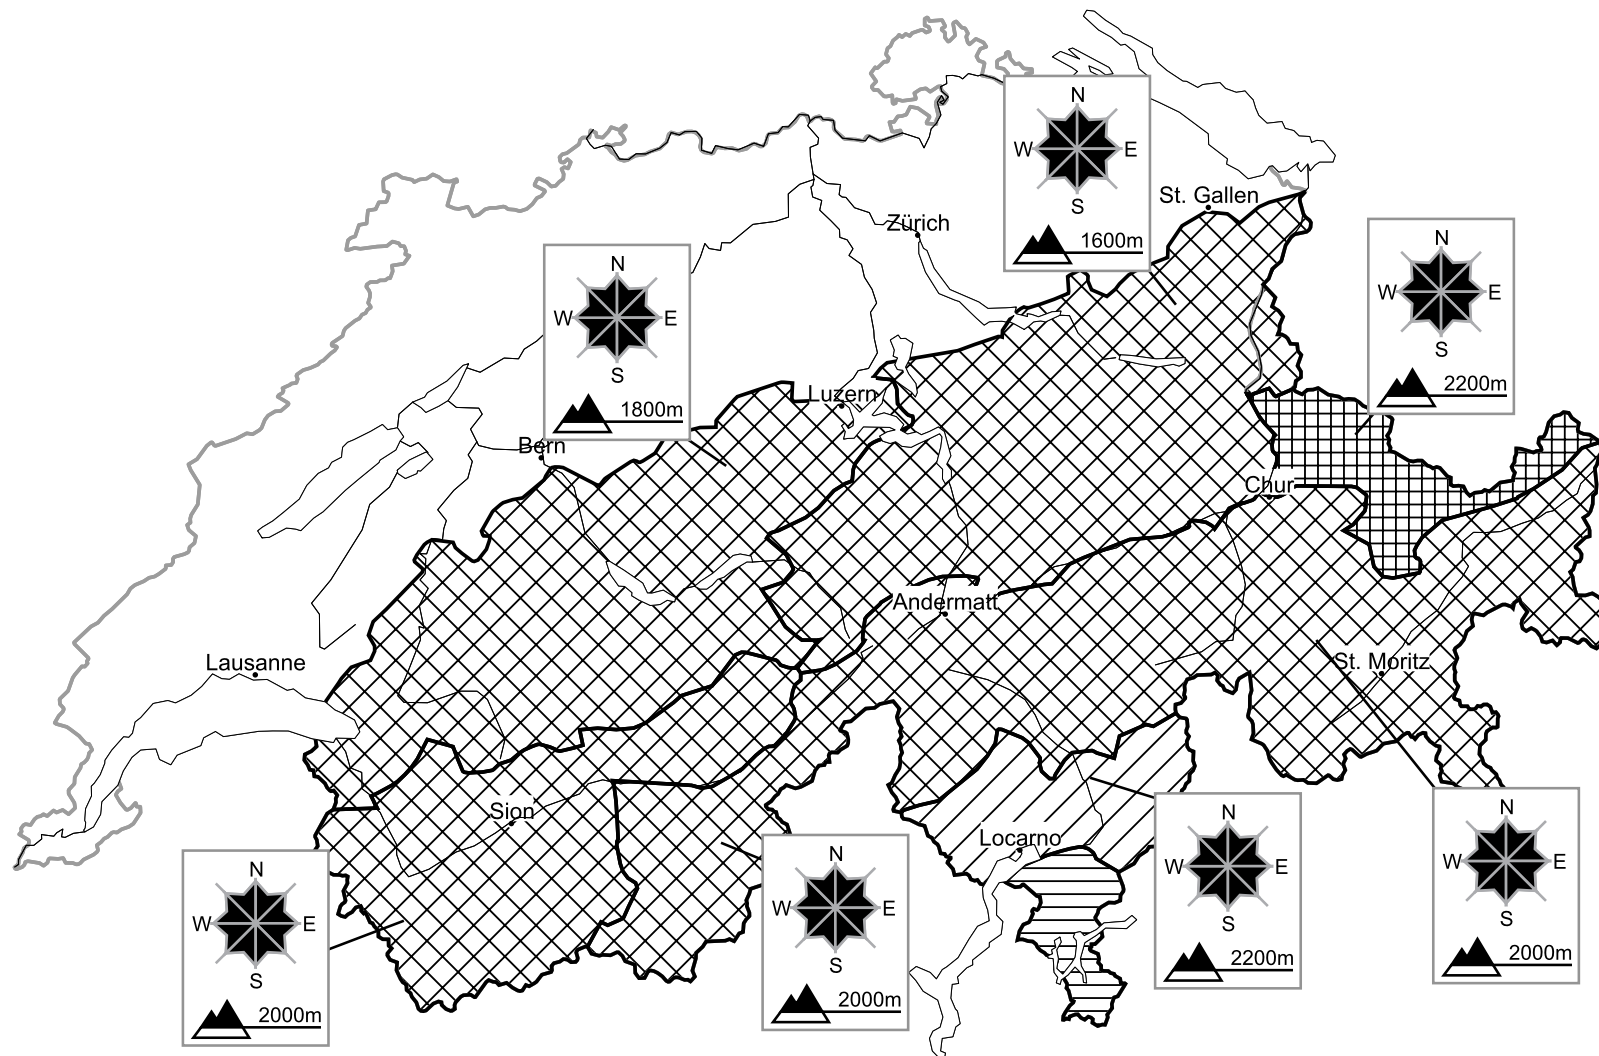 N
W E
S
1600m
St. Gallen
Zürich
N
W E
S
2200m
N
W E
S
1800m
Luzern
Bern
Chur
Andermatt
Lausanne
St. Moritz
Sion
Locarno
N
W E
S
2000m
N
W E
S
2200m
N
W E
S
2000m
N
W E
S
2000m